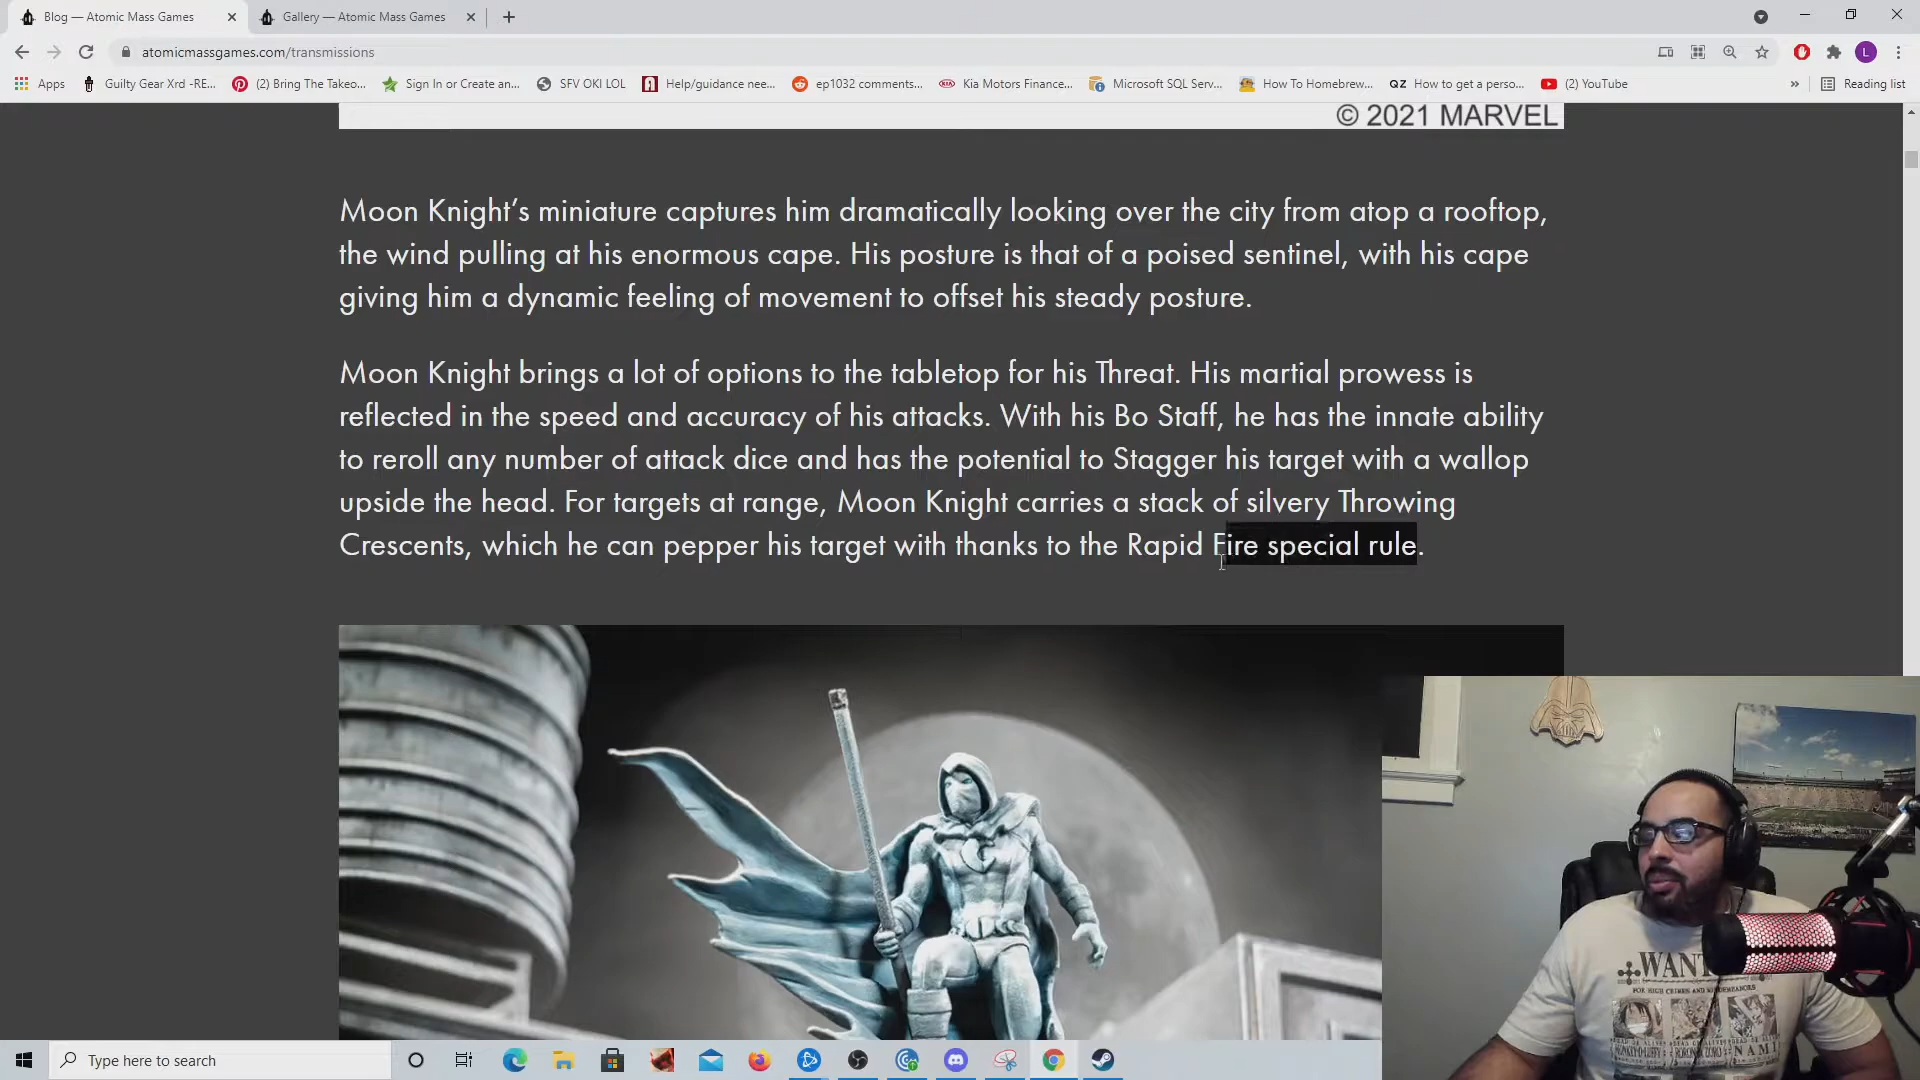 Blog — Atomic Mass Games
Gallery — Atomic Mass Games
atomicmassgames.com/transmissions
Apps
Guilty Gear Xrd -RE...
(2) Bring The Takeo...
Sign In or Create an...
SFV OKI LOL
Help/guidance nee...
ep1032 comments...
Kia Motors Finance...
Microsoft SQL Serv...
How To Homebrew...
QZ How to get a perso...
(2) YouTube
»
Reading list
© 2021 MARVEL
Moon Knight’s miniature captures him dramatically looking over the city from atop a rooftop,
the wind pulling at his enormous cape. His posture is that of a poised sentinel, with his cape
giving him a dynamic feeling of movement to offset his steady posture.
Moon Knight brings a lot of options to the tabletop for his Threat. His martial prowess is
reflected in the speed and accuracy of his attacks. With his Bo Staff, he has the innate ability
to reroll any number of attack dice and has the potential to Stagger his target with a wallop
upside the head. For targets at range, Moon Knight carries a stack of silvery Throwing
Crescents, which he can pepper his target with thanks to the Rapid Fire special rule.
WANT
FOR HIGH CRIMES AND MISDEMEANORS
NAMI
Type here to search